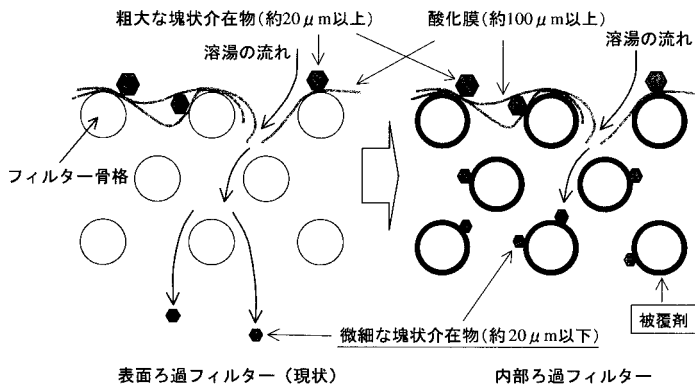 粗大な塊状介在物(約20μm以上)
酸化膜(約100μm以上)
溶湯の流れ
溶湯の流れ
フィルター骨格
被覆剤
微細な塊状介在物(約20μm以下)
表面ろ過フィルター（現状）
内部ろ過フィルター